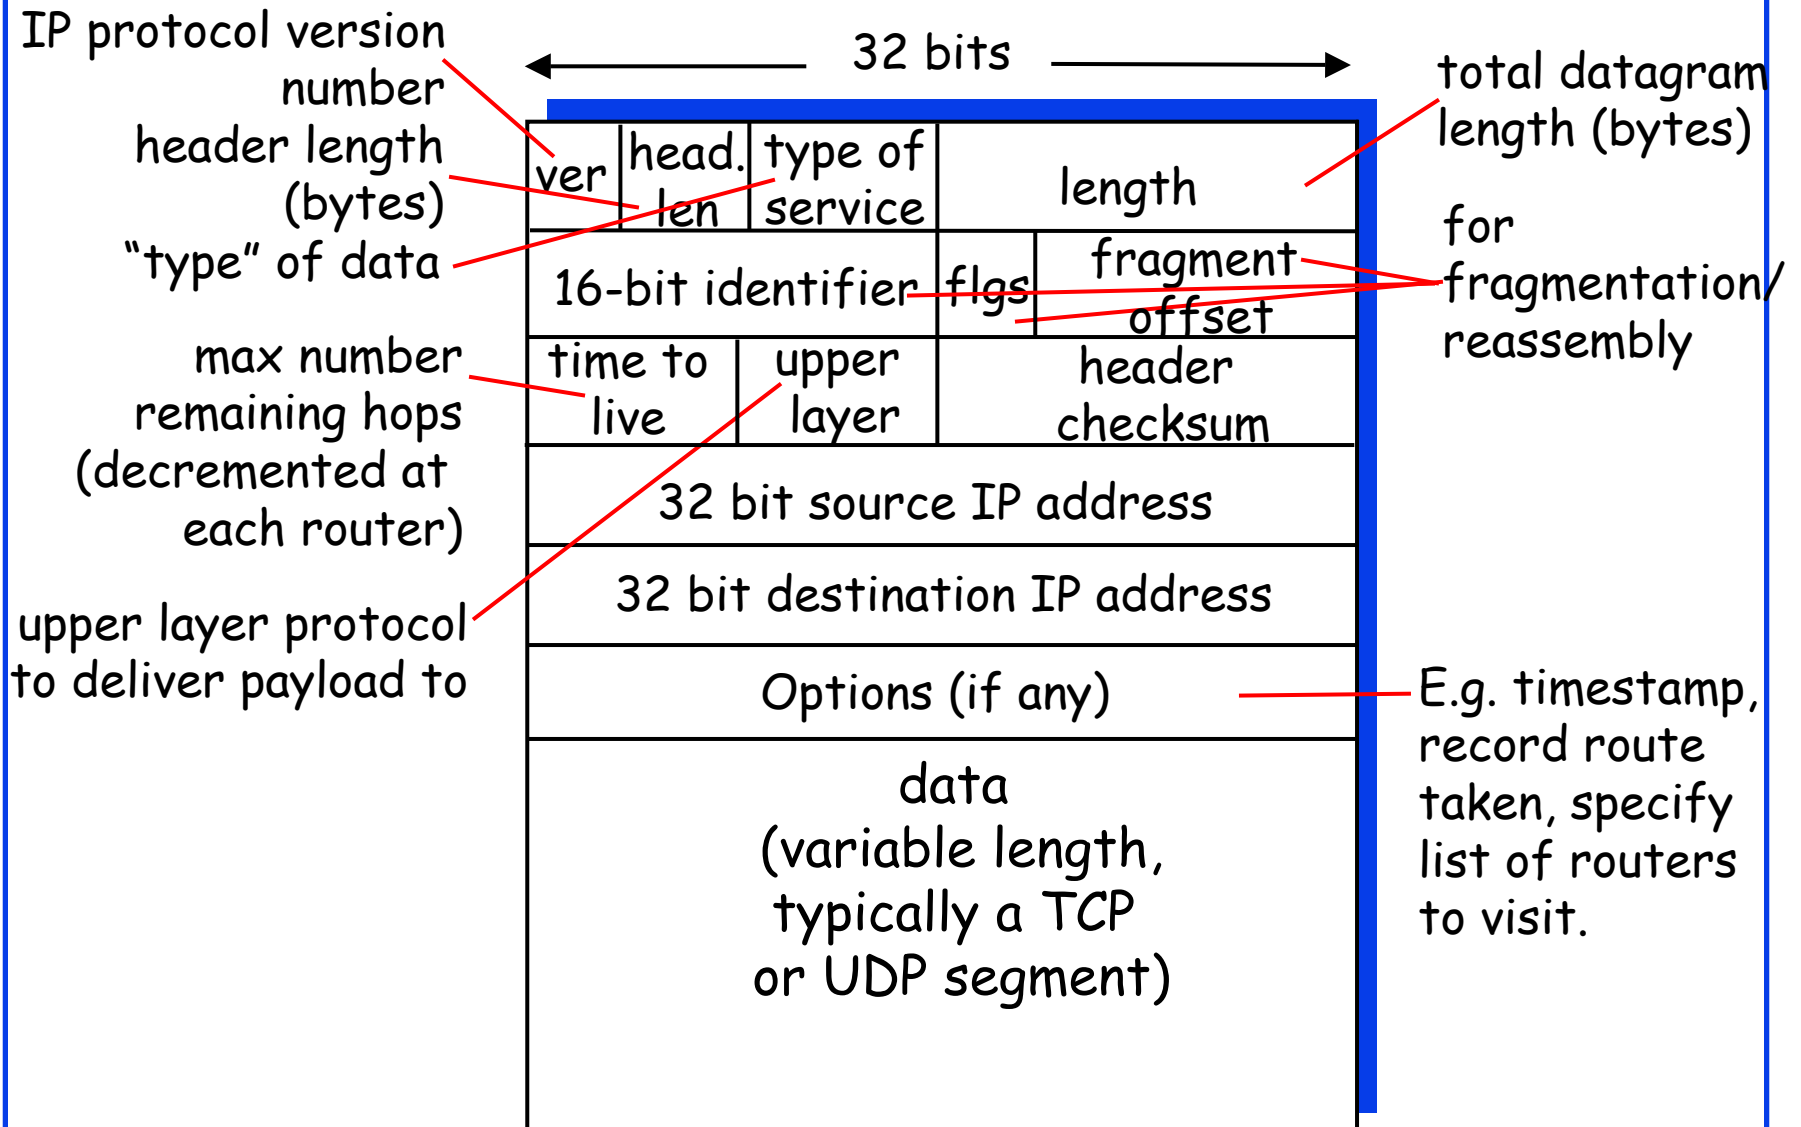 IP protocol version
number
header length
(bytes)
“type” of data
max number
remaining hops
(decremented at
each router)
upper layer protocol
to deliver payload to
32 bits
ver
head.
len
type of
service
length
16-bit identifier
flgs
fragment
offset
time to
live
upper
layer
header
checksum
32 bit source IP address
32 bit destination IP address
Options (if any)
data
(variable length,
typically a TCP
or UDP segment)
total datagram
length (bytes)
for
fragmentation/
reassembly
E.g. timestamp,
record route
taken, specify
list of routers
to visit.